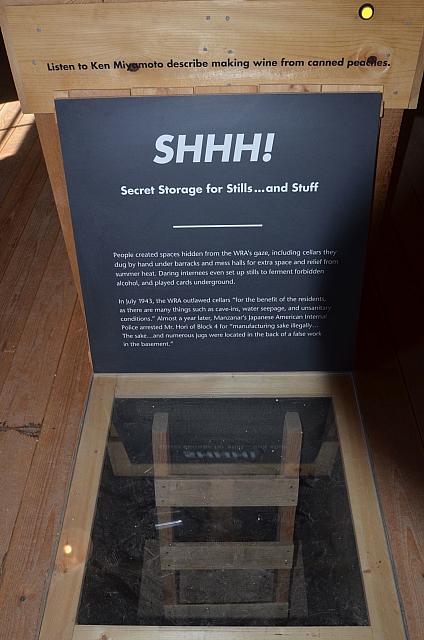 Listen to Ken Miyamoto describe making wine from canned peaches.
SHHH!
Secret Storage for Stills...and Stuff
People created spaces hidden from the WRA's gaze, including cellars they
dug by hand under barracks and mess halls for extra space and relief from
summer heat. Daring internees even set up stills to ferment forbidden
alcohol, and played cards underground.
In July 1943, the WRA outlawed cellars "for the benefit of the residents,
as there are many things such as cave-ins, water seepage, and unsanitary
conditions." Almost a year later, Manzanar's Japanese American Internal
Police arrested Mr. Hori of Block 4 for "manufacturing sake illegally...
The sake...and numerous jugs were located in the back of a false work
in the basement."